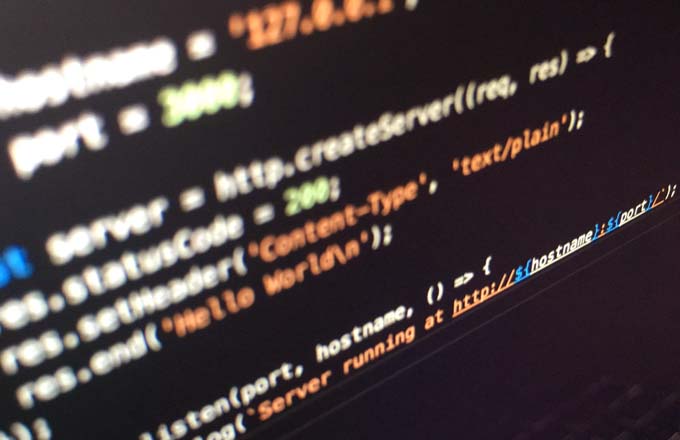 hostname = '127.0.0.1';
port = 3000;
server = http.createServer((req, res) => {
res.statusCode = 200;
res.setHeader('Content-Type', 'text/plain');
res.end('Hello World\n');
});
listen(port, hostname, () => {
log(`Server running at http://${hostname}:${port}/`);